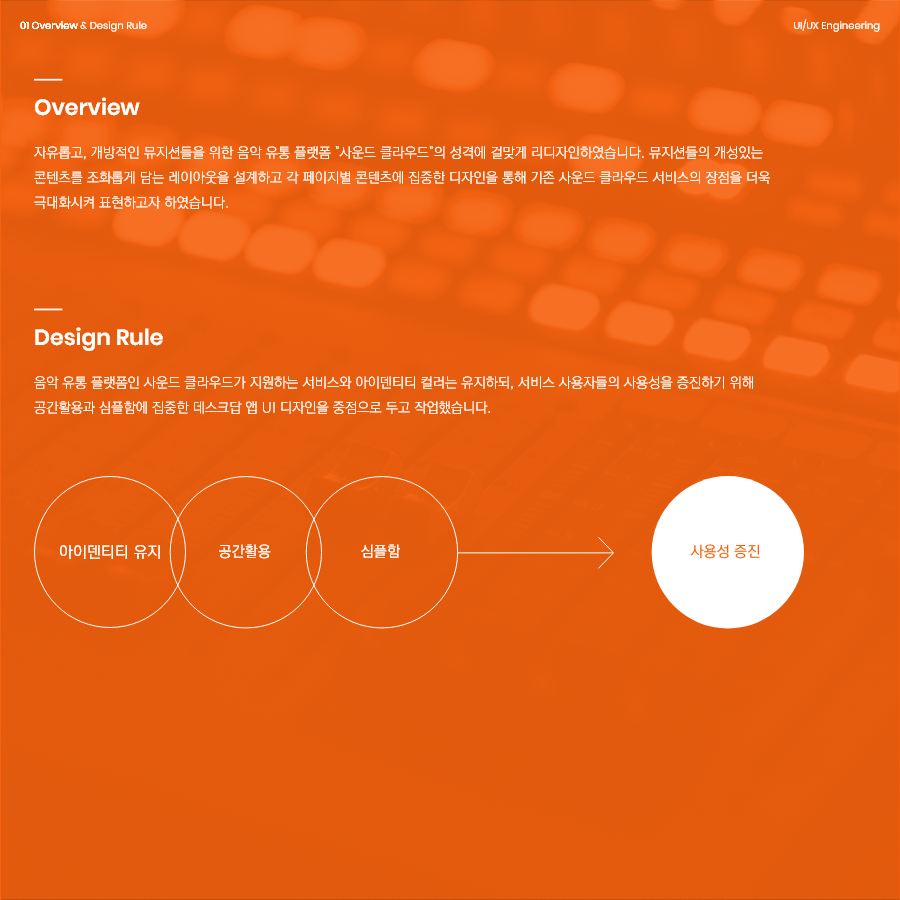 01 Overview & Design Rule
UI/UX Engineering
Overview
자유롭고, 개방적인 뮤지션들을 위한 음악 유통 플랫폼 "사운드 클라우드"의 성격에 걸맞게 리디자인하였습니다. 뮤지션들의 개성있는
콘텐츠를 조화롭게 담는 레이아웃을 설계하고 각 페이지별 콘텐츠에 집중한 디자인을 통해 기존 사운드 클라우드 서비스의 장점을 더욱
극대화시켜 표현하고자 하였습니다.
Design Rule
음악 유통 플랫폼인 사운드 클라우드가 지원하는 서비스와 아이덴티티 컬러는 유지하되, 서비스 사용자들의 사용성을 증진하기 위해
공간활용과 심플함에 집중한 데스크답 앱 UI 디자인을 중점으로 두고 작업했습니다.
아이덴티티 유지
공간활용
심플함
사용성 증진